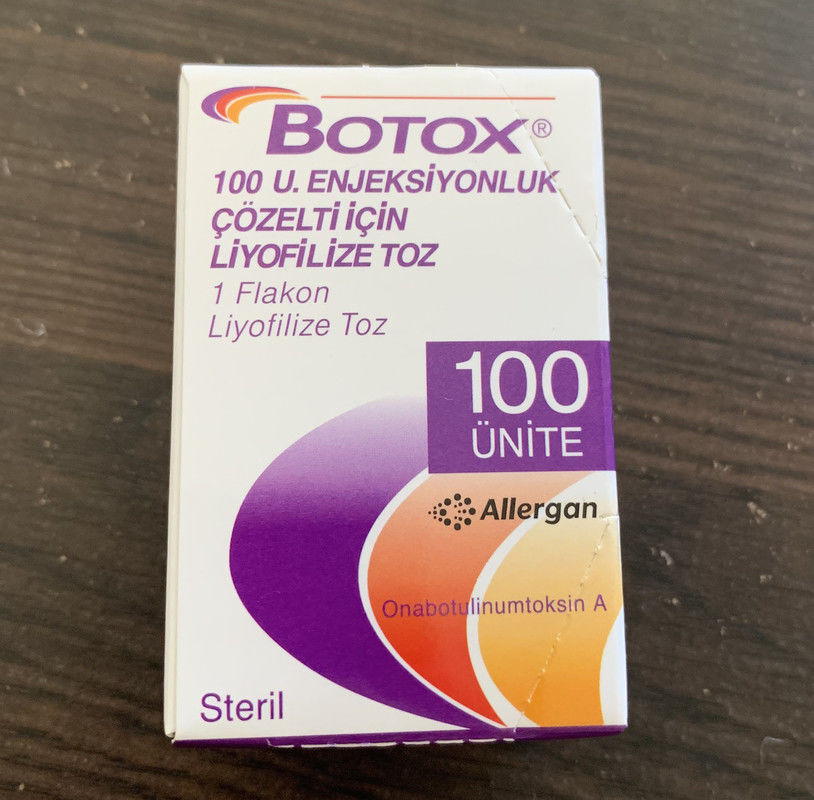 BOTOX®
100 U. ENJEKSİYONLUK
ÇÖZELTİ İÇİN
LİYOFİLİZE TOZ
1 Flakon
Liyofilize Toz
100
ÜNİTE
Allergan
Onabotulinumtoksin A
Steril